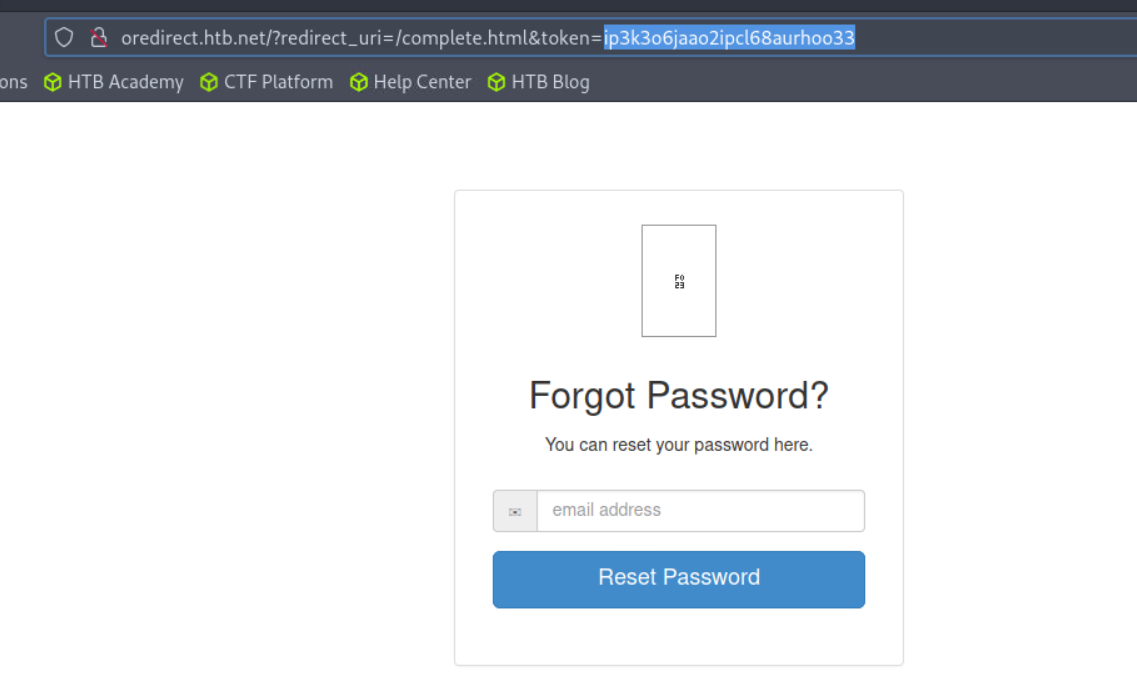 oredirect.htb.net/?redirect_uri=/complete.html&token=ip3k3o6jaao2ipcl68aurhoo33
ons HTB Academy CTF Platform Help Center HTB Blog
F0
23
Forgot Password?
You can reset your password here.
email address
Reset Password